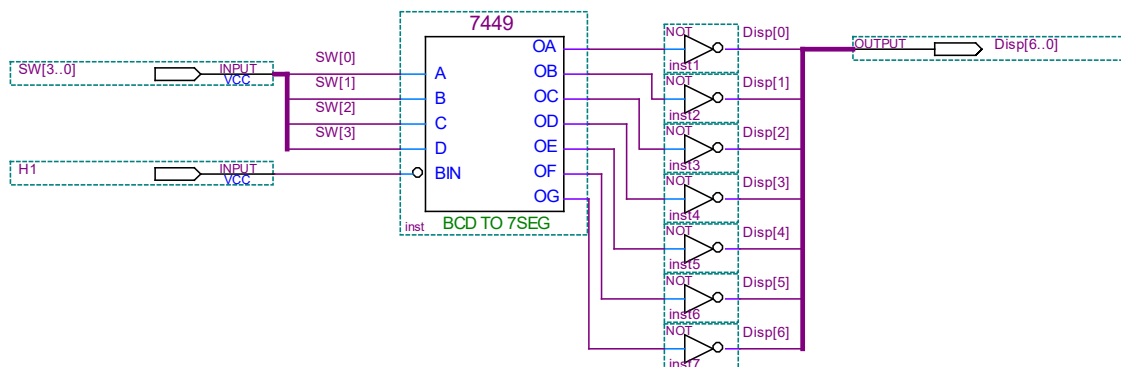 7449
SW[3..0]
INPUT
VCC
SW[0]
SW[1]
SW[2]
SW[3]
H1
INPUT
VCC
A
B
C
D
BIN
OA
OB
OC
OD
OE
OF
OG
inst
BCD TO 7SEG
NOT
inst1
Disp[0]
NOT
inst2
Disp[1]
NOT
inst3
Disp[2]
NOT
inst4
Disp[3]
NOT
inst5
Disp[4]
NOT
inst6
Disp[5]
NOT
inst7
Disp[6]
OUTPUT
Disp[6..0]